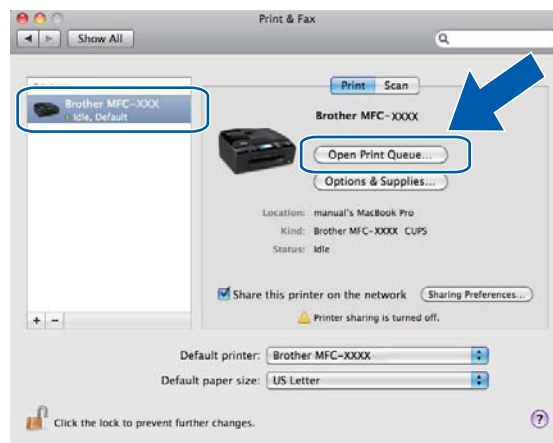 Print & Fax
Show All
Print Scan
Brother MFC-XXX
Idle, Default
Brother MFC-XXXX
Open Print Queue...
Options & Supplies...
Location: manual's MacBook Pro
Kind: Brother MFC-XXXX CUPS
Status: Idle
Share this printer on the network Sharing Preferences...
Printer sharing is turned off.
+ -
Default printer: Brother MFC-XXXX
Default paper size: US Letter
Click the lock to prevent further changes. ?